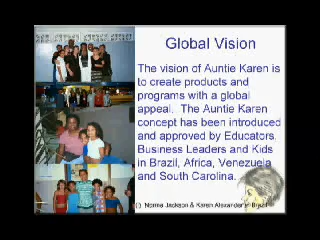 Global Vision
The vision of Auntie Karen is
to create products and
programs with a global
appeal. The Auntie Karen
concept has been introduced
and approved by Educators,
Business Leaders and Kids
in Brazil, Africa, Venezuela
and South Carolina.
Norma Jackson & Karen Alexander in Brazil